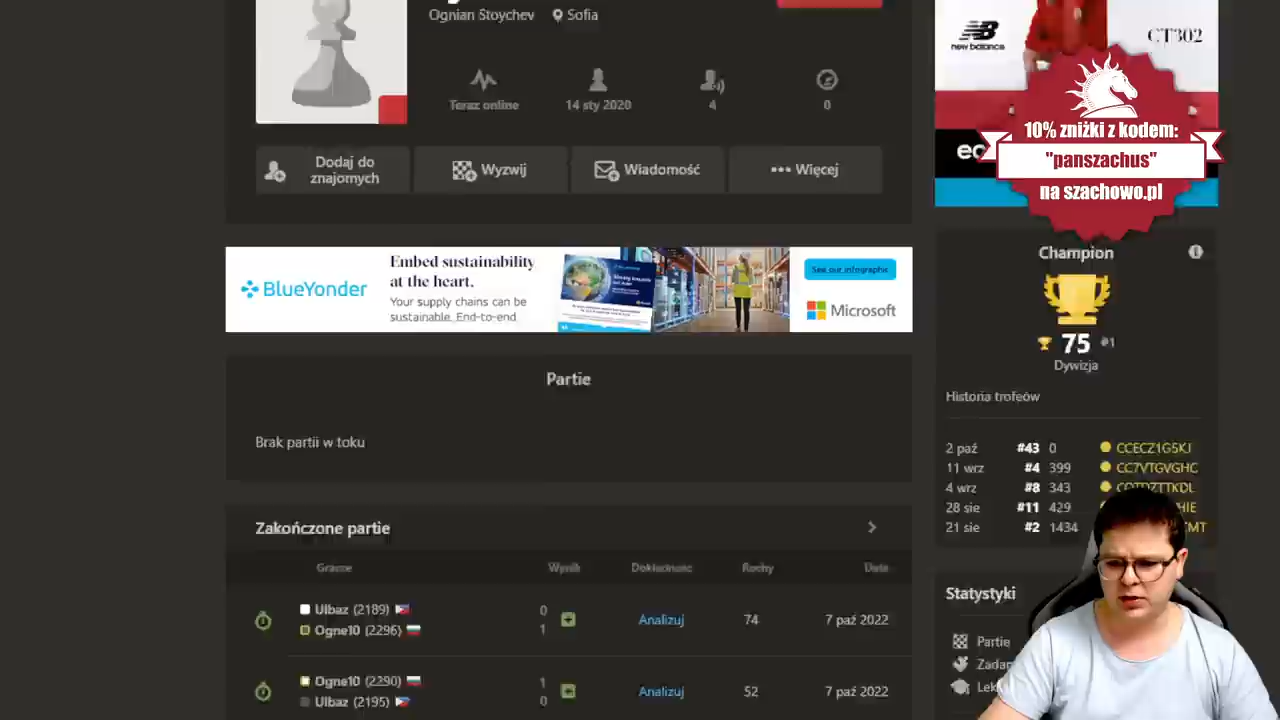 Ognian Stoychev Sofia
Teraz online
14 sty 2020
4
0
Dodaj do
znajomych
Wyzwij
Wiadomość
Więcej
new balance
CT302
10% zniżki z kodem:
"panszachus"
na szachowo.pl
BlueYonder
Embed sustainability
at the heart.
Your supply chains can be
sustainable. End-to-end
See our infographic
Microsoft
Champion
75 #1
Dywizja
Historia trofeów
2 paź #43 0 CCECZ1G5KJ
11 wrz #4 399 CC7VTGVGHC
4 wrz #8 343
28 sie #11 429
21 sie #2 1434
Partie
Brak partii w toku
Zakończone partie
Gracze Wynik Dokładność Ruchy Data
Ulbaz (2189) 0
Ogne10 (2296) 1
Analizuj 74 7 paź 2022
Ogne10 (2290) 1
Ulbaz (2195) 0
Analizuj 52 7 paź 2022
Statystyki
Partie